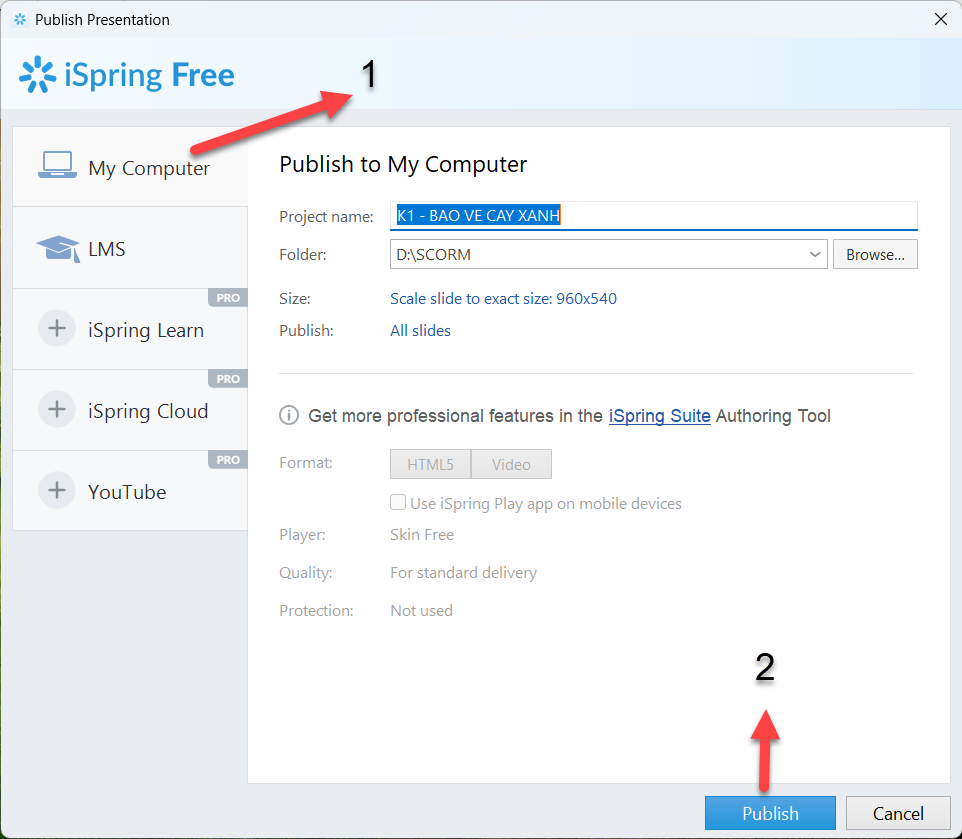 Publish Presentation
iSpring Free
1
My Computer
LMS
PRO
iSpring Learn
PRO
iSpring Cloud
PRO
YouTube
Publish to My Computer
Project name: K1 - BAO VE CAY XANH
Folder: D:\SCORM Browse...
Size: Scale slide to exact size: 960x540
Publish: All slides
Get more professional features in the iSpring Suite Authoring Tool
Format: HTML5 Video
Use iSpring Play app on mobile devices
Player: Skin Free
Quality: For standard delivery
Protection: Not used
2
Publish Cancel